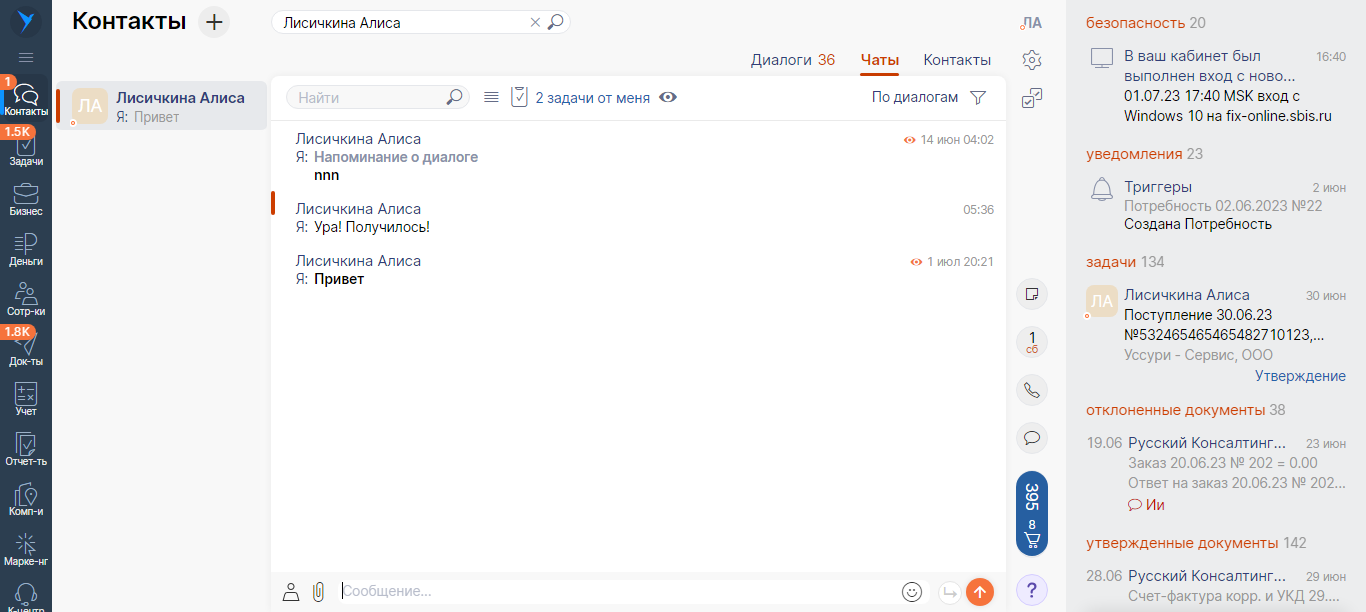 Контакты
Лисичкина Алиса
ЛА
Диалоги 36
Чаты
Контакты
1
Контакты
1.5K
Задачи
Бизнес
Деньги
Сотр-ки
1.8K
Док-ты
Учет
Отчет-ть
Комп-и
Марке-нг
К-центр
ЛА
Лисичкина Алиса
Я: Привет
Найти
2 задачи от меня
По диалогам
Лисичкина Алиса
14 июн 04:02
Я: Напоминание о диалоге
nnn
Лисичкина Алиса
05:36
Я: Ура! Получилось!
Лисичкина Алиса
1 июл 20:21
Я: Привет
Сообщение...
1
сб
395
8
?
безопасность 20
В ваш кабинет был 16:40
выполнен вход с ново...
01.07.23 17:40 MSK вход с
Windows 10 на fix-online.sbis.ru
уведомления 23
Триггеры 2 июн
Потребность 02.06.2023 №22
Создана Потребность
задачи 134
ЛА
Лисичкина Алиса 30 июн
Поступление 30.06.23
№532465465465482710123,...
Уссури - Сервис, ООО
Утверждение
отклоненные документы 38
19.06 Русский Консалтинг... 23 июн
Заказ 20.06.23 № 202 = 0.00
Ответ на заказ 20.06.23 № 202...
Ии
утвержденные документы 142
28.06 Русский Консалтинг... 29 июн
Счет-фактура корр. и УКД 29....